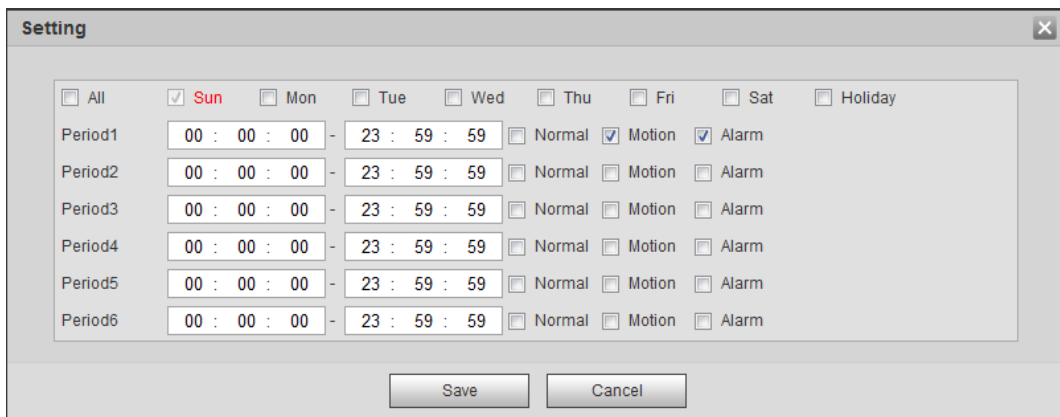 Setting
All Sun Mon Tue Wed Thu Fri Sat Holiday
Period1 00 : 00 : 00 - 23 : 59 : 59 Normal Motion Alarm
Period2 00 : 00 : 00 - 23 : 59 : 59 Normal Motion Alarm
Period3 00 : 00 : 00 - 23 : 59 : 59 Normal Motion Alarm
Period4 00 : 00 : 00 - 23 : 59 : 59 Normal Motion Alarm
Period5 00 : 00 : 00 - 23 : 59 : 59 Normal Motion Alarm
Period6 00 : 00 : 00 - 23 : 59 : 59 Normal Motion Alarm
Save Cancel